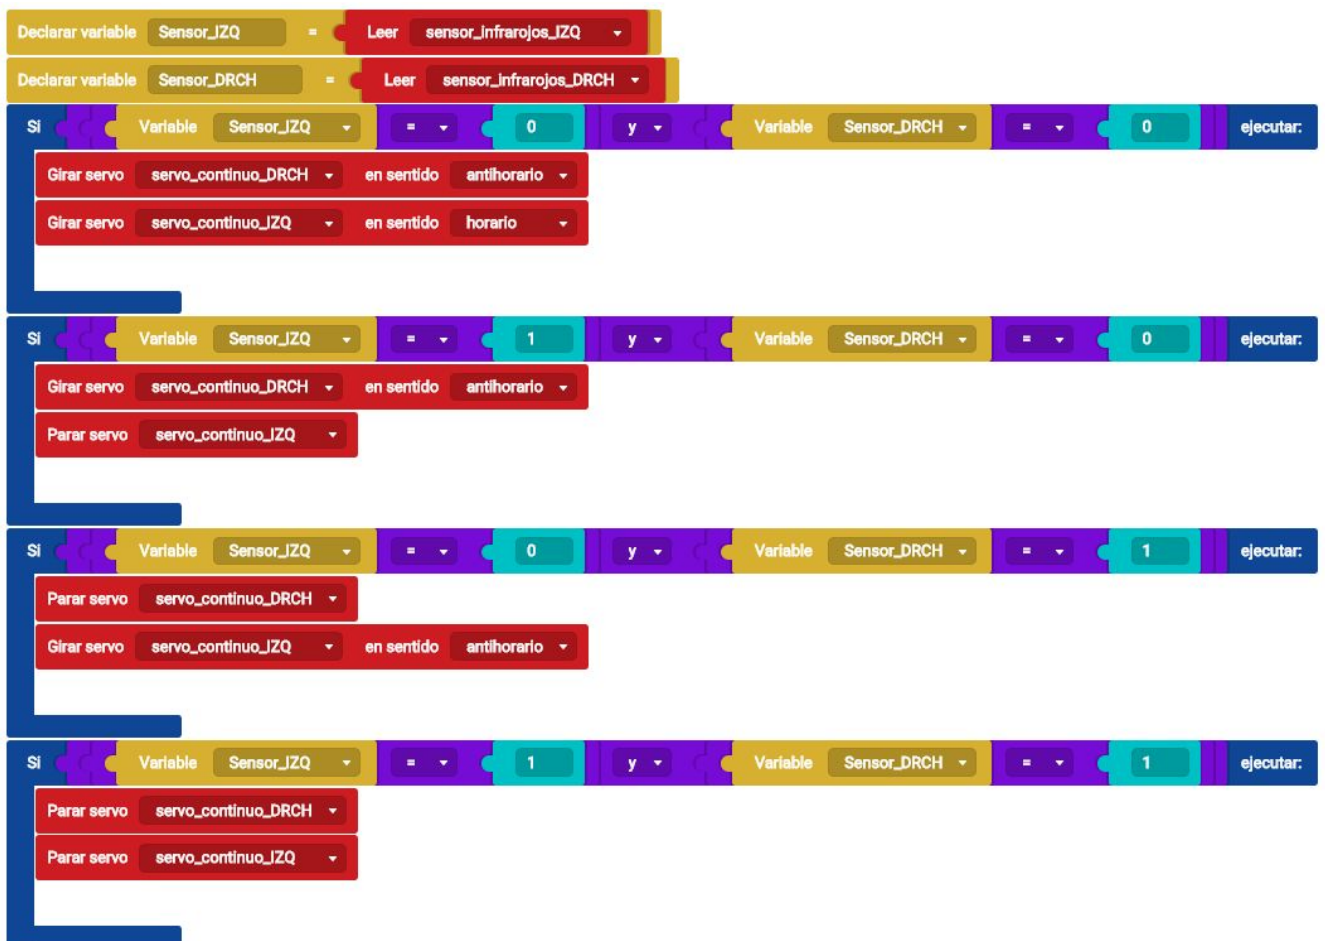 Declarar variable Sensor_IZQ = Leer sensor_infrarojos_IZQ
Declarar variable Sensor_DRCH = Leer sensor_infrarojos_DRCH
Si Variable Sensor_IZQ = 0 y Variable Sensor_DRCH = 0 ejecutar:
Girar servo servo_continuo_DRCH en sentido antihorario
Girar servo servo_continuo_IZQ en sentido horario
Si Variable Sensor_IZQ = 1 y Variable Sensor_DRCH = 0 ejecutar:
Girar servo servo_continuo_DRCH en sentido antihorario
Parar servo servo_continuo_IZQ
Si Variable Sensor_IZQ = 0 y Variable Sensor_DRCH = 1 ejecutar:
Parar servo servo_continuo_DRCH
Girar servo servo_continuo_IZQ en sentido antihorario
Si Variable Sensor_IZQ = 1 y Variable Sensor_DRCH = 1 ejecutar:
Parar servo servo_continuo_DRCH
Parar servo servo_continuo_IZQ